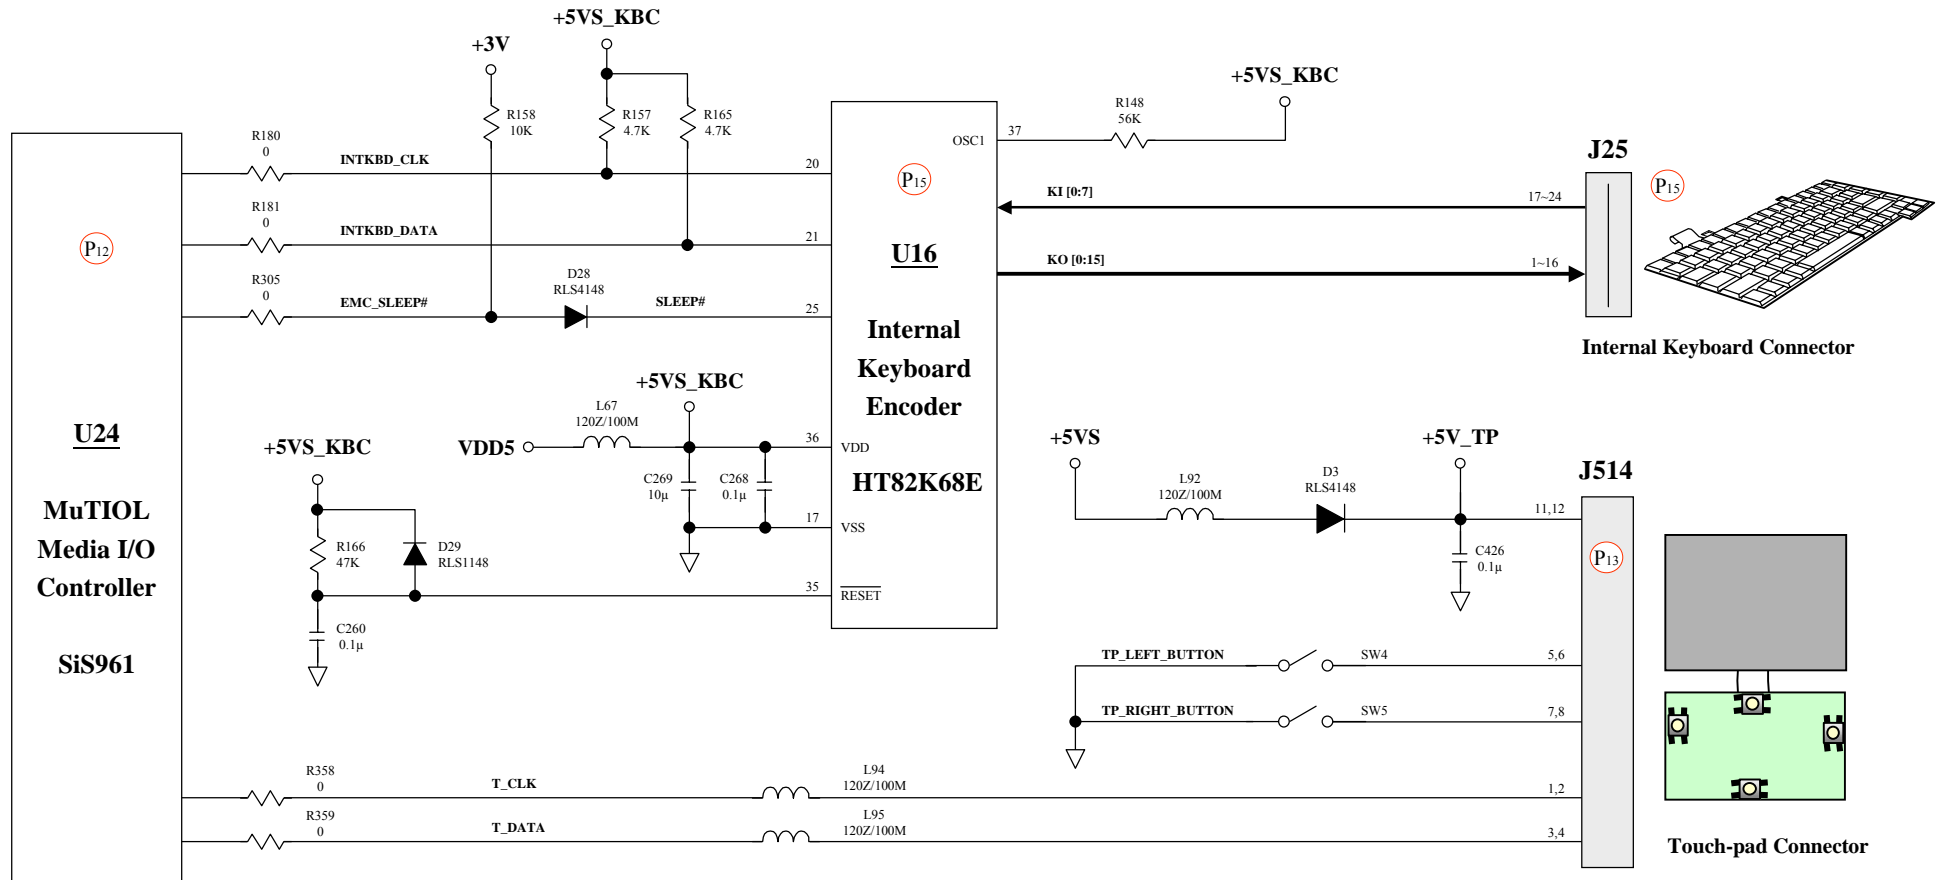 +5VS_KBC
+3V
+5VS_KBC
R158
10K
R157
4.7K
R165
4.7K
R148
56K
OSC1
37
R180
0
INTKBD_CLK
20
J25
P15
P15
KI [0:7]
17~24
R181
0
INTKBD_DATA
21
P12
U16
KO [0:15]
1~16
R305
0
EMC_SLEEP#
D28
RLS4148
SLEEP#
25
Internal
Keyboard
Encoder
Internal Keyboard Connector
+5VS_KBC
L67
120Z/100M
VDD5
36
VDD
C269
10µ
C268
0.1µ
HT82K68E
17
VSS
U24
MuTIOL
Media I/O
Controller
SiS961
+5VS_KBC
R166
47K
D29
RLS1148
35
RESET
C260
0.1µ
+5VS
+5V_TP
J514
L92
120Z/100M
D3
RLS4148
11,12
C426
0.1µ
P13
TP_LEFT_BUTTON
SW4
5,6
TP_RIGHT_BUTTON
SW5
7,8
R358
0
T_CLK
L94
120Z/100M
1,2
R359
0
T_DATA
L95
120Z/100M
3,4
Touch-pad Connector